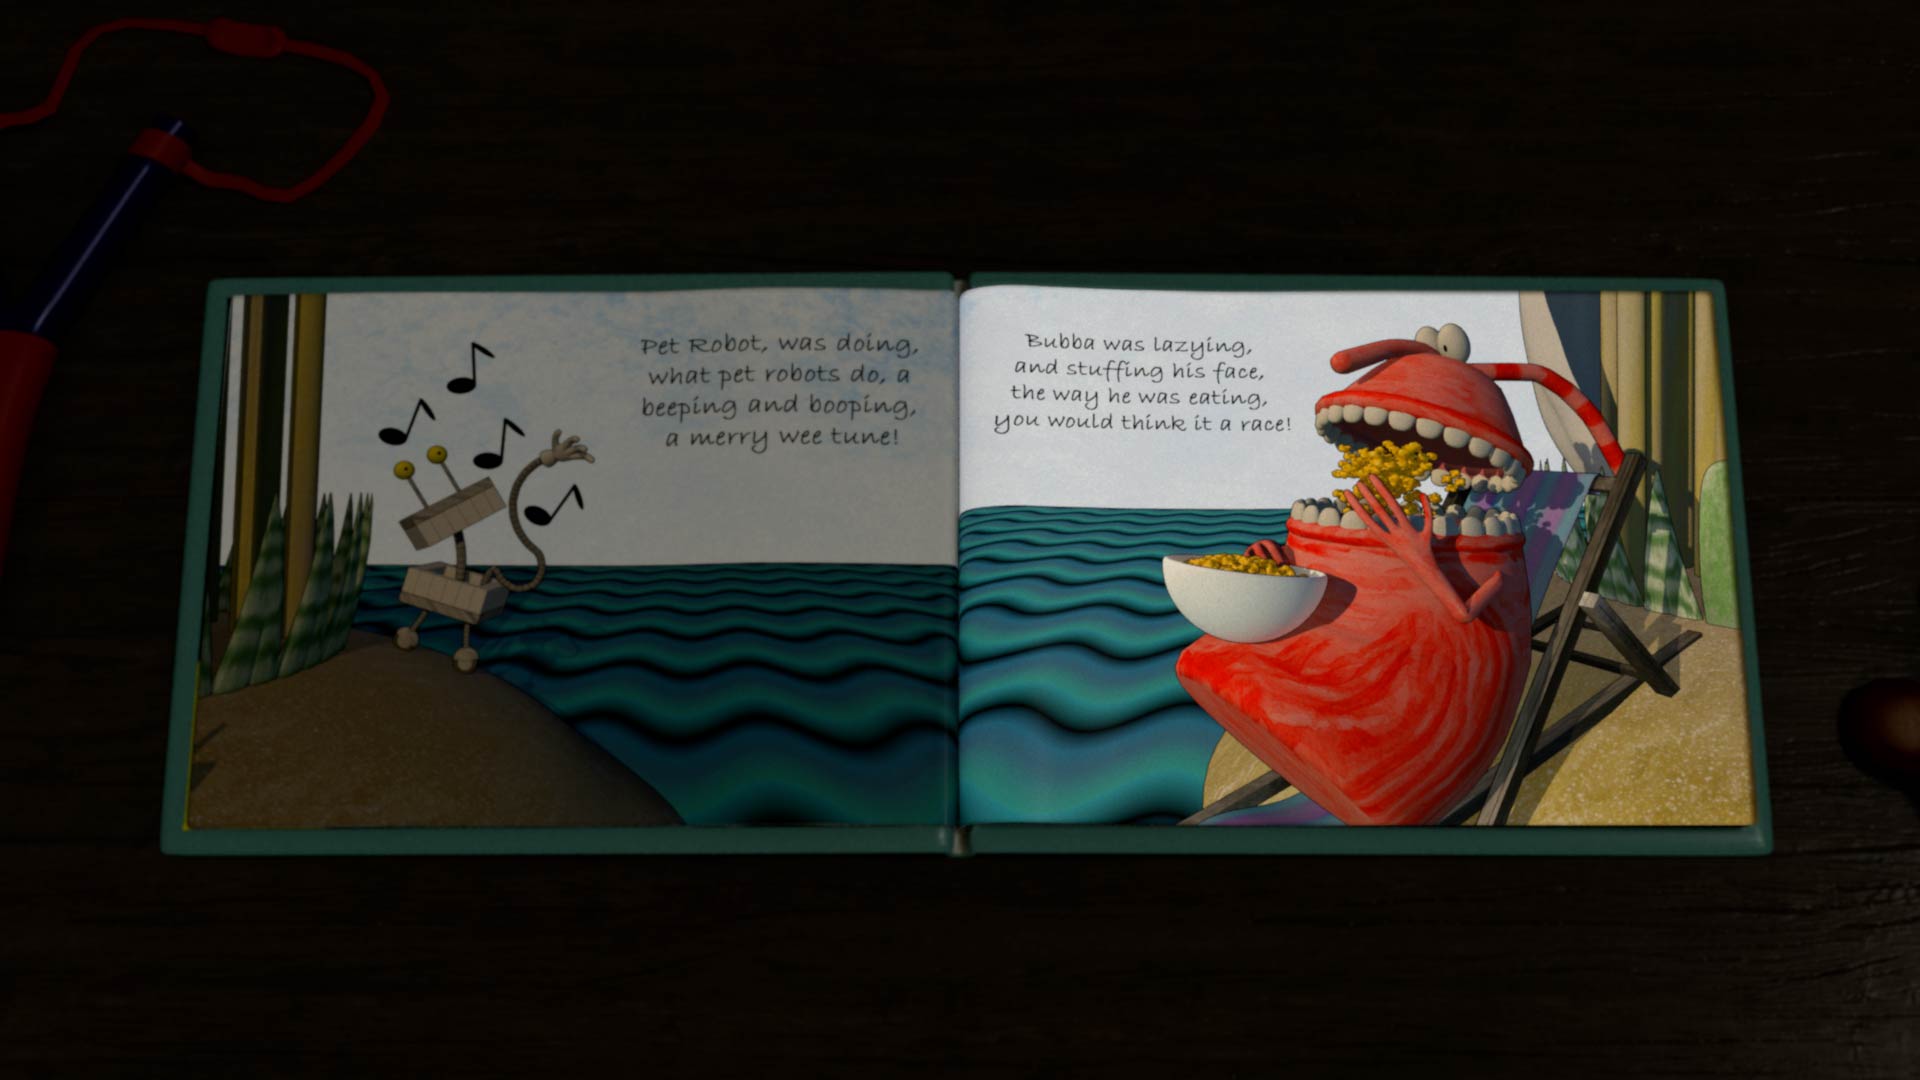 Pet Robot, was doing,
what pet robots do, a
beeping and booping,
a merry wee tune!
Bubba was lazying,
and stuffing his face,
the way he was eating,
you would think it a race!